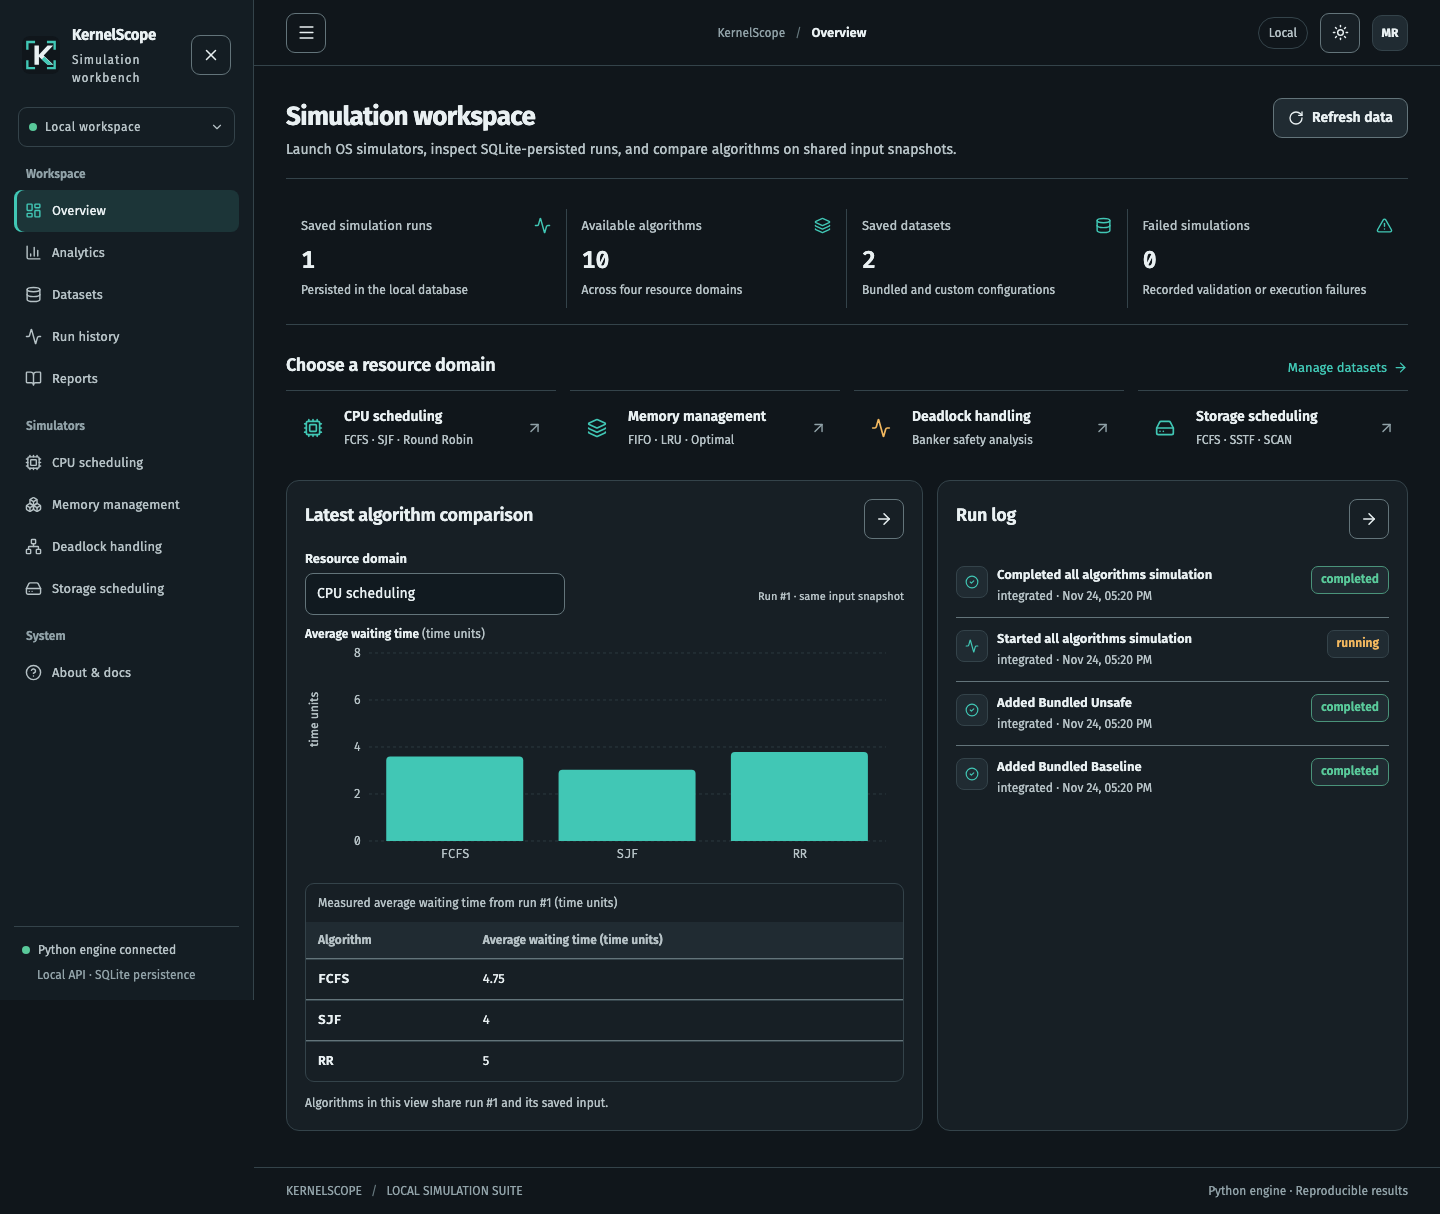 KernelScope
Simulation
workbench
Local workspace
Workspace
Overview
Analytics
Datasets
Run history
Reports
Simulators
CPU scheduling
Memory management
Deadlock handling
Storage scheduling
System
About & docs
Python engine connected
Local API · SQLite persistence
KernelScope / Overview
Local
MR
Simulation workspace
Launch OS simulators, inspect SQLite-persisted runs, and compare algorithms on shared input snapshots.
Refresh data
Saved simulation runs
1
Persisted in the local database
Available algorithms
10
Across four resource domains
Saved datasets
2
Bundled and custom configurations
Failed simulations
0
Recorded validation or execution failures
Choose a resource domain
Manage datasets
CPU scheduling
FCFS · SJF · Round Robin
Memory management
FIFO · LRU · Optimal
Deadlock handling
Banker safety analysis
Storage scheduling
FCFS · SSTF · SCAN
Latest algorithm comparison
Resource domain
CPU scheduling
Run #1 · same input snapshot
Average waiting time (time units)
time units
8
6
4
2
0
FCFS
SJF
RR
Measured average waiting time from run #1 (time units)
Algorithm Average waiting time (time units)
FCFS 4.75
SJF 4
RR 5
Algorithms in this view share run #1 and its saved input.
Run log
Completed all algorithms simulation
integrated · Nov 24, 05:20 PM
completed
Started all algorithms simulation
integrated · Nov 24, 05:20 PM
running
Added Bundled Unsafe
integrated · Nov 24, 05:20 PM
completed
Added Bundled Baseline
integrated · Nov 24, 05:20 PM
completed
KERNELSCOPE / LOCAL SIMULATION SUITE
Python engine · Reproducible results